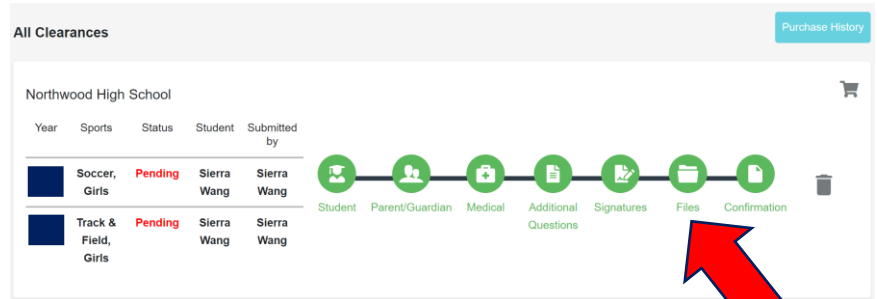 All Clearances
Purchase History
Northwood High School
Year Sports Status Student Submitted
by
Soccer, Pending Sierra Sierra
Girls Wang Wang
Student Parent/Guardian Medical Additional Signatures Files Confirmation
Questions
Track & Pending Sierra Sierra
Field, Wang Wang
Girls